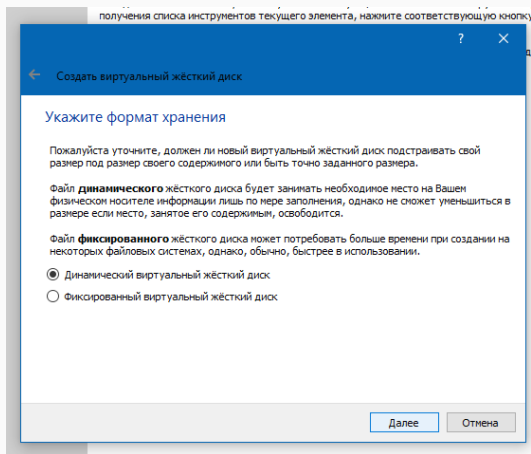 получения списка инструментов текущего элемента, нажмите соответствующую кнопку
?
Создать виртуальный жёсткий диск
Укажите формат хранения
Пожалуйста уточните, должен ли новый виртуальный жёсткий диск подстраивать свой
размер под размер своего содержимого или быть точно заданного размера.
Файл динамического жёсткого диска будет занимать необходимое место на Вашем
физическом носителе информации лишь по мере заполнения, однако не сможет уменьшиться в
размере если место, занятое его содержимым, освободится.
Файл фиксированного жёсткого диска может потребовать больше времени при создании на
некоторых файловых системах, однако, обычно, быстрее в использовании.
Динамический виртуальный жёсткий диск
Фиксированный виртуальный жёсткий диск
Далее Отмена